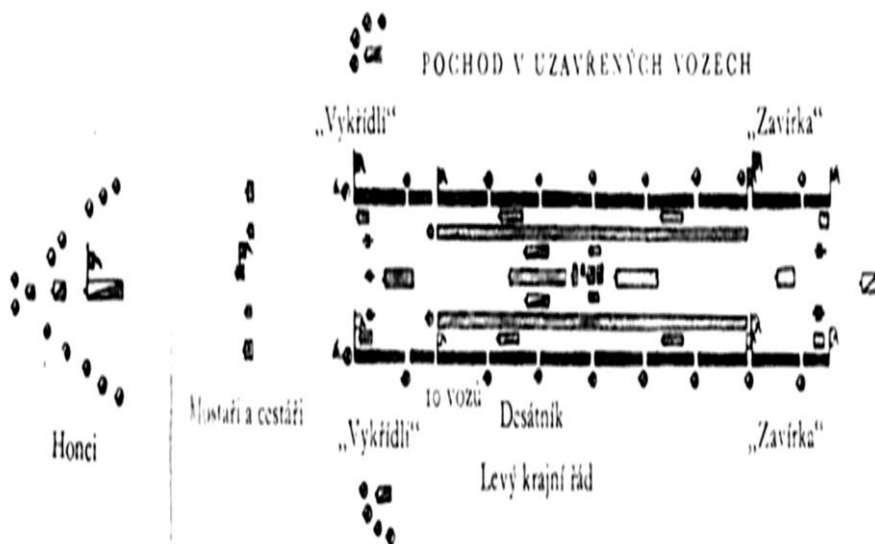 POCHOD V UZAVŘENÝCH VOZECH
„Vykřídlí“
„Zavírka“
10 vozů
Desátník
Mostaři a cestáři
„Vykřídlí“
„Zavírka“
Honci
Levý krajní řád